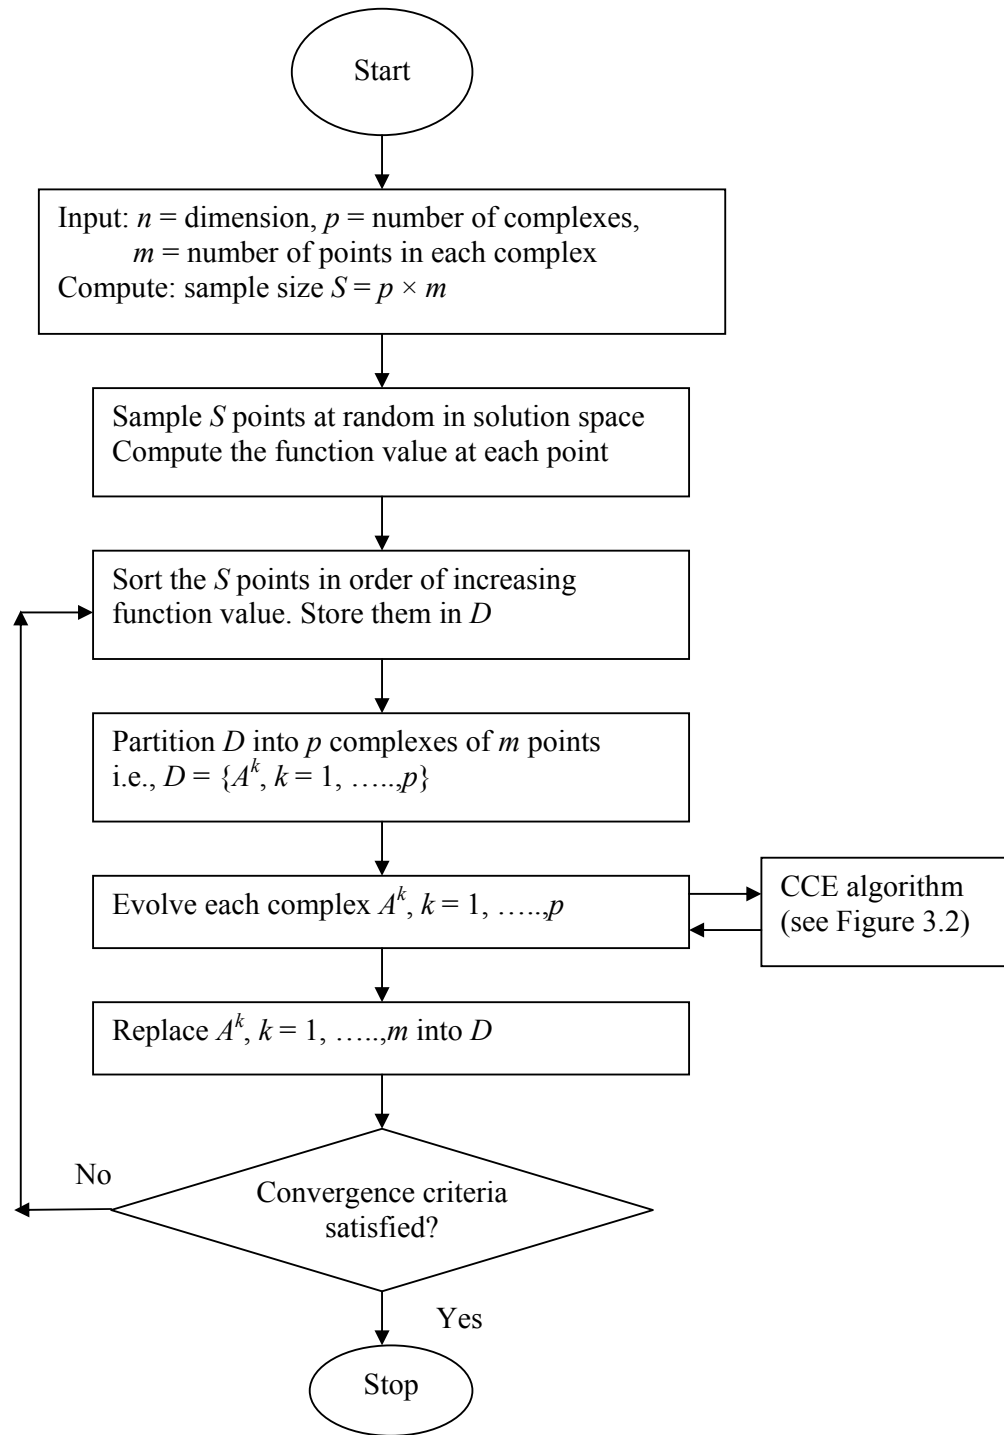 Start
Input: n = dimension, p = number of complexes,
m = number of points in each complex
Compute: sample size S = p × m
Sample S points at random in solution space
Compute the function value at each point
Sort the S points in order of increasing
function value. Store them in D
Partition D into p complexes of m points
i.e., D = {A^k, k = 1, …..,p}
Evolve each complex A^k, k = 1, …..,p
CCE algorithm
(see Figure 3.2)
Replace A^k, k = 1, …..,m into D
No
Convergence criteria
satisfied?
Yes
Stop